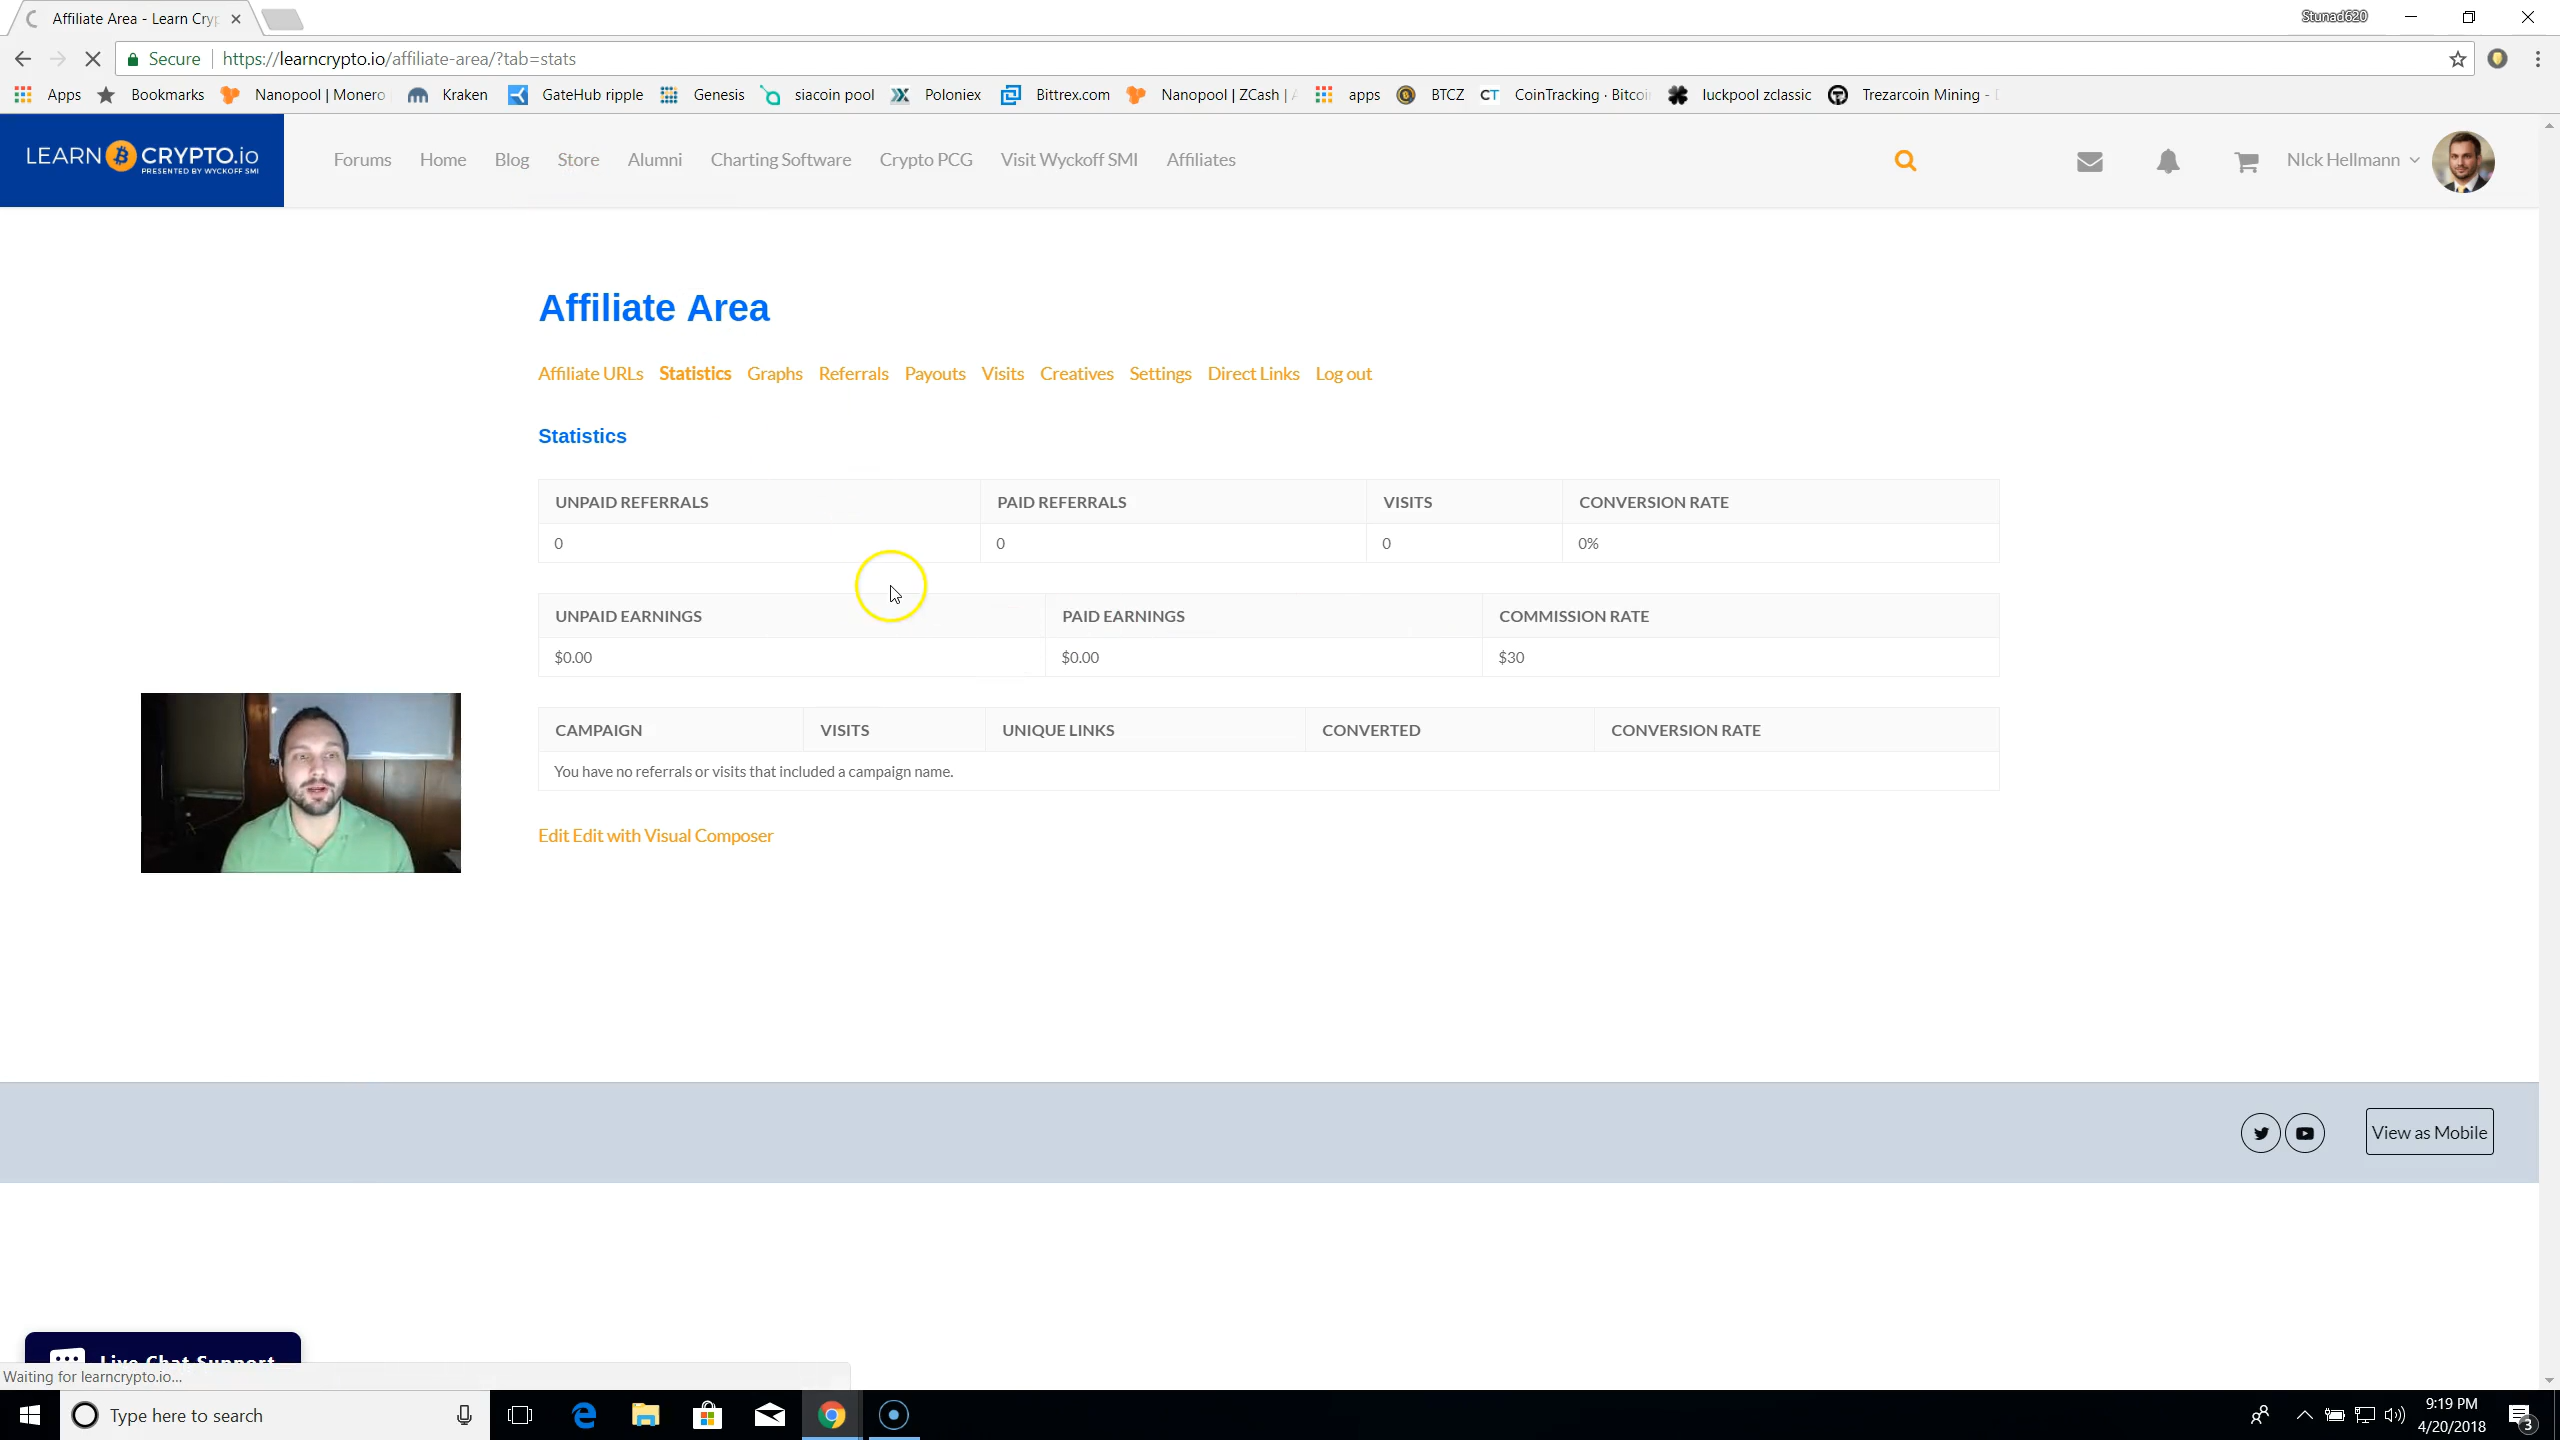 Affiliate Area - Learn Cryp
Stunad620
Secure https://learncrypto.io/affiliate-area/?tab=stats
Apps Bookmarks Nanopool | Monero Kraken GateHub ripple Genesis siacoin pool Poloniex Bittrex.com Nanopool | ZCash | apps BTCZ CT CoinTracking · Bitcoi luckpool zclassic Trezarcoin Mining -
LEARN CRYPTO.io
PRESENTED BY WYCKOFF SMI
Forums Home Blog Store Alumni Charting Software Crypto PCG Visit Wyckoff SMI Affiliates NIck Hellmann
Affiliate Area
Affiliate URLs Statistics Graphs Referrals Payouts Visits Creatives Settings Direct Links Log out
Statistics
UNPAID REFERRALS PAID REFERRALS VISITS CONVERSION RATE
0 0 0 0%
UNPAID EARNINGS PAID EARNINGS COMMISSION RATE
$0.00 $0.00 $30
CAMPAIGN VISITS UNIQUE LINKS CONVERTED CONVERSION RATE
You have no referrals or visits that included a campaign name.
Edit Edit with Visual Composer
View as Mobile
Live Chat Support
Waiting for learncrypto.io...
Type here to search
9:19 PM
4/20/2018
3